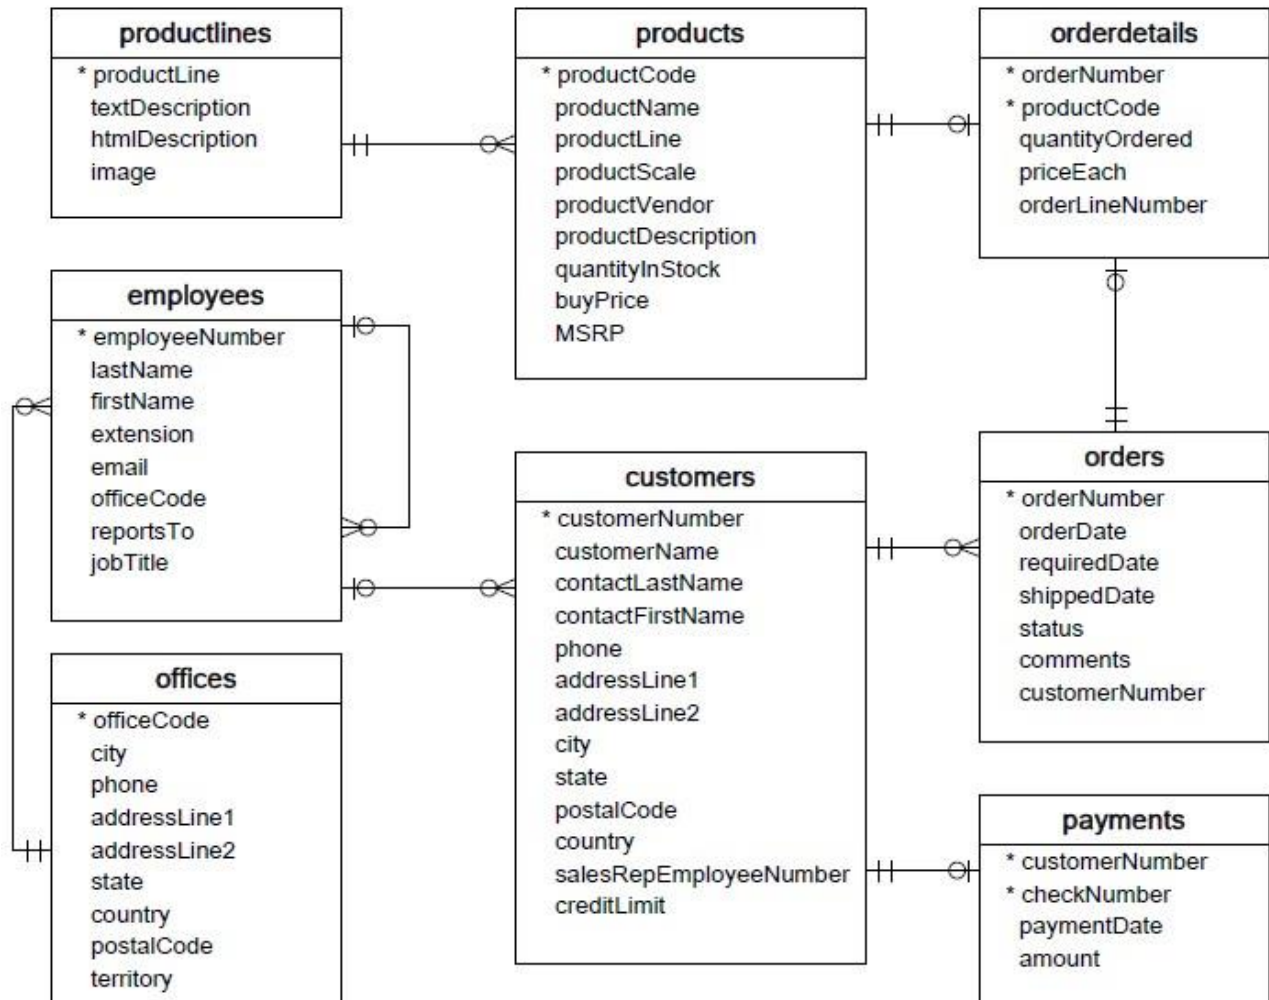 productlines
* productLine
textDescription
htmlDescription
image
products
* productCode
productName
productLine
productScale
productVendor
productDescription
quantityInStock
buyPrice
MSRP
orderdetails
* orderNumber
* productCode
quantityOrdered
priceEach
orderLineNumber
employees
* employeeNumber
lastName
firstName
extension
email
officeCode
reportsTo
jobTitle
customers
* customerNumber
customerName
contactLastName
contactFirstName
phone
addressLine1
addressLine2
city
state
postalCode
country
salesRepEmployeeNumber
creditLimit
orders
* orderNumber
orderDate
requiredDate
shippedDate
status
comments
customerNumber
offices
* officeCode
city
phone
addressLine1
addressLine2
state
country
postalCode
territory
payments
* customerNumber
* checkNumber
paymentDate
amount